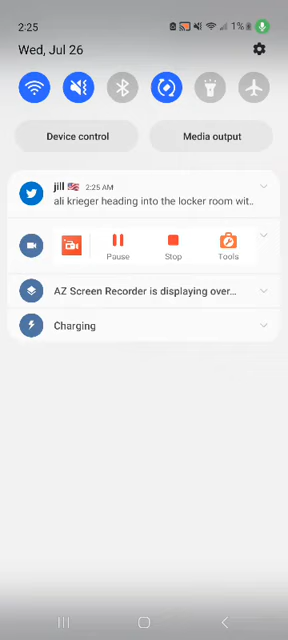 2:25
1%
Wed, Jul 26
Device control
Media output
jill 🇺🇸 2:25 AM
ali krieger heading into the locker room wit..
Pause
Stop
Tools
AZ Screen Recorder is displaying over...
Charging